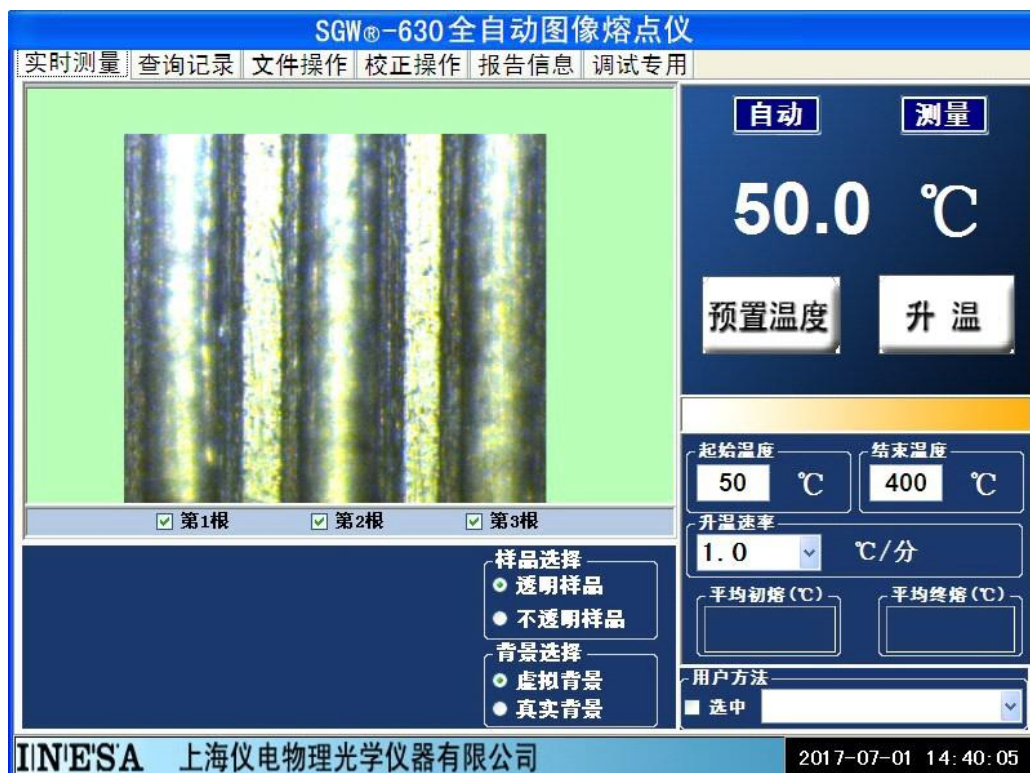 SGW®-630全自动图像熔点仪
实时测量 查询记录 文件操作 校正操作 报告信息 调试专用
自动 测量
50.0 ℃
预置温度 升温
第1根 第2根 第3根
起始温度 结束温度
50 ℃ 400 ℃
升温速率
1.0 ℃/分
平均初熔(℃) 平均终熔(℃)
样品选择
透明样品
不透明样品
背景选择
虚拟背景
真实背景
用户方法
选中
INESA 上海仪电物理光学仪器有限公司 2017-07-01 14:40:05